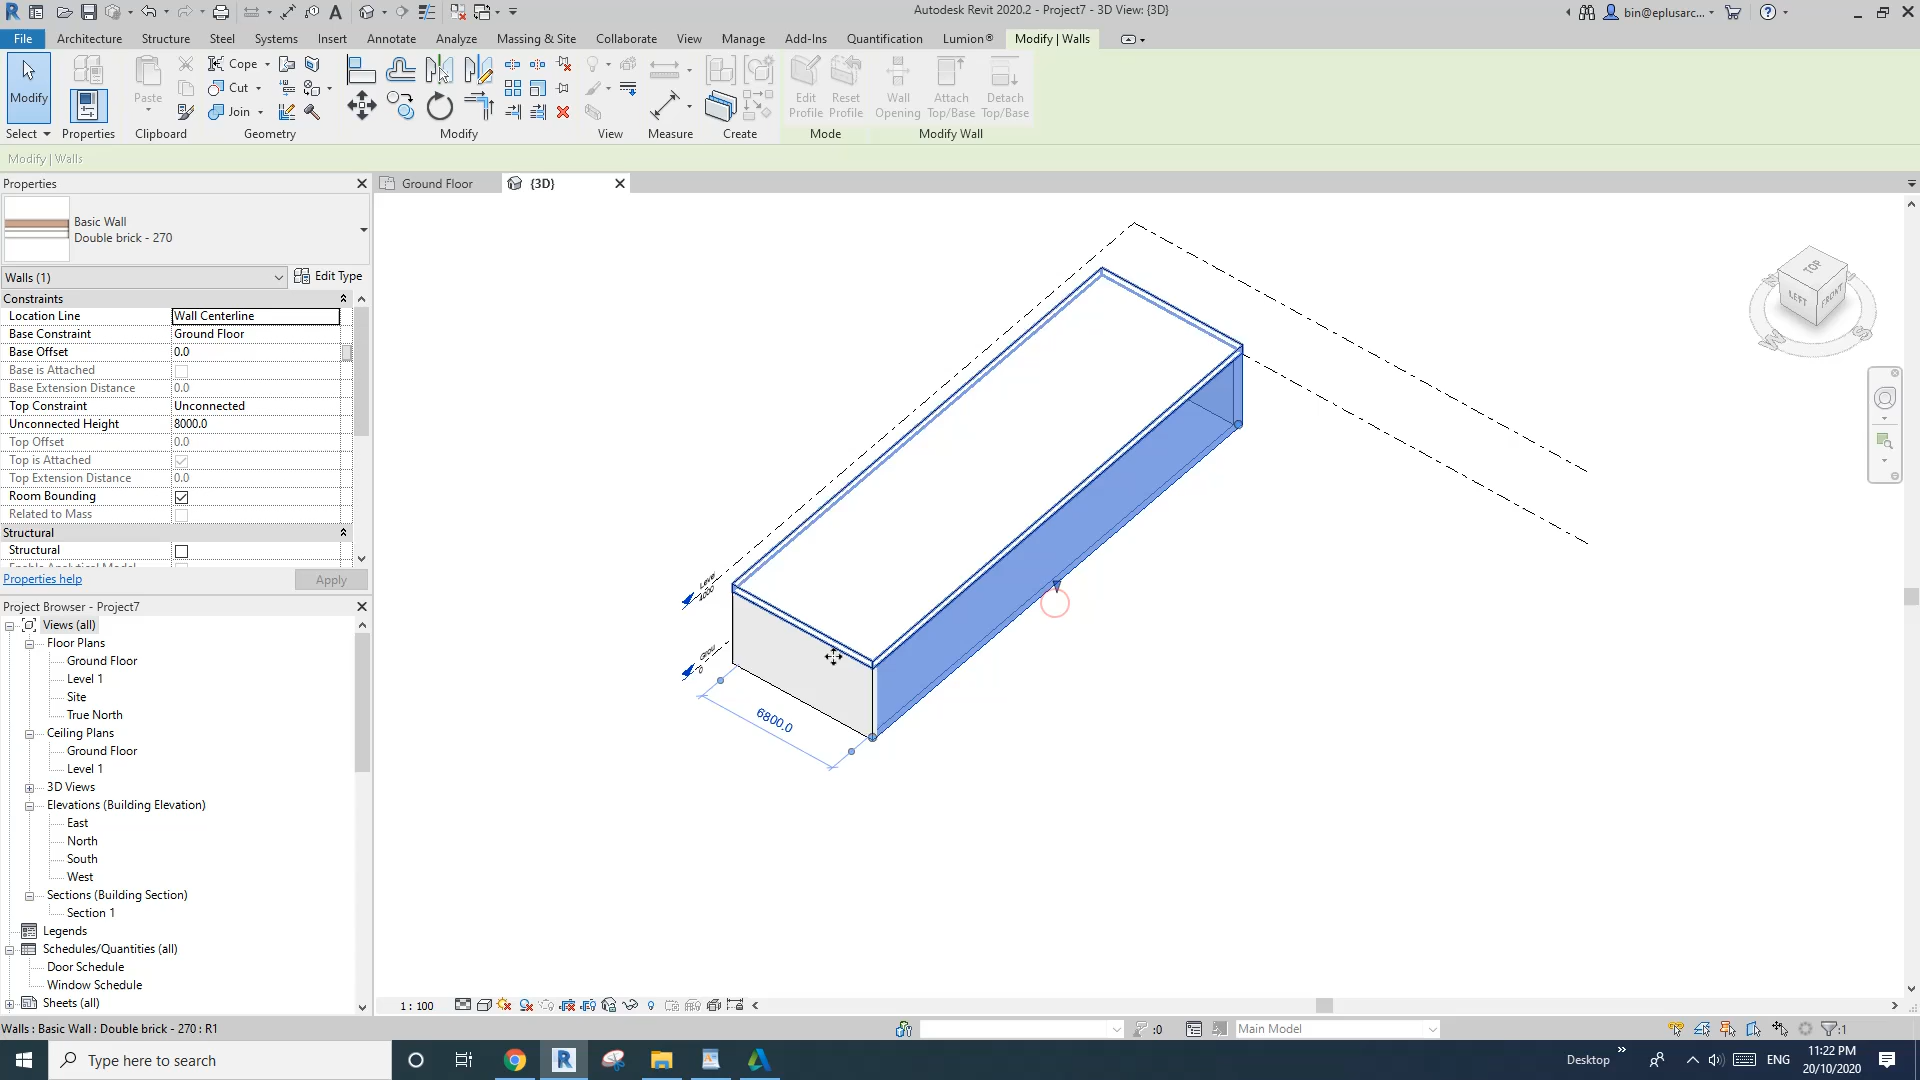 Autodesk Revit 2020.2 - Project7 - 3D View: {3D}
bin@eplusarc...
File Architecture Structure Steel Systems Insert Annotate Analyze Massing & Site Collaborate View Manage Add-Ins Quantification Lumion® Modify | Walls
Modify
Paste
Cope
Cut
Join
Edit Profile
Reset Profile
Wall Opening
Attach Top/Base
Detach Top/Base
Select Properties Clipboard Geometry Modify View Measure Create Mode Modify Wall
Modify | Walls
Properties
Ground Floor
{3D}
Basic Wall
Double brick - 270
Walls (1)
Edit Type
Constraints
Location Line Wall Centerline
Base Constraint Ground Floor
Base Offset 0.0
Base is Attached
Base Extension Distance 0.0
Top Constraint Unconnected
Unconnected Height 8000.0
Top Offset 0.0
Top is Attached
Top Extension Distance 0.0
Room Bounding
Related to Mass
Structural
Structural
Enable Analytical Model
Properties help
Apply
TOP
LEFT
FRONT
W
S
Level
4000
Grou
0
6800.0
Project Browser - Project7
Views (all)
Floor Plans
Ground Floor
Level 1
Site
True North
Ceiling Plans
Ground Floor
Level 1
3D Views
Elevations (Building Elevation)
East
North
South
West
Sections (Building Section)
Section 1
Legends
Schedules/Quantities (all)
Door Schedule
Window Schedule
Sheets (all)
1 : 100
Walls : Basic Wall : Double brick - 270 : R1
:0
Main Model
:1
Type here to search
Desktop
ENG
11:22 PM
20/10/2020